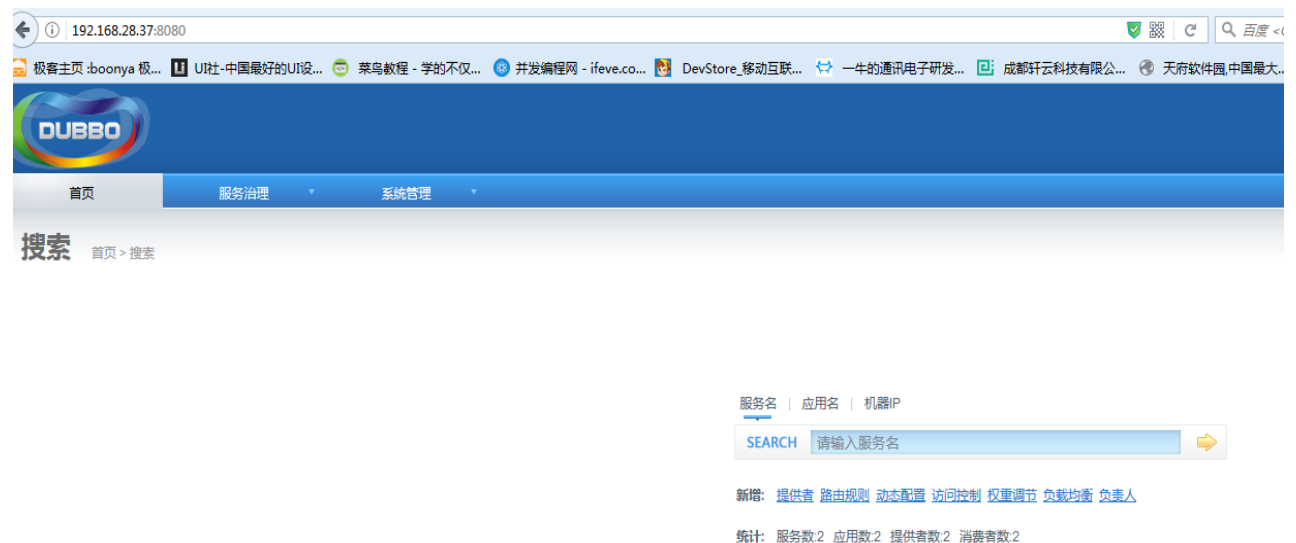 192.168.28.37:8080 百度
极客主页 :boonya 极... UI社-中国最好的UI设... 菜鸟教程 - 学的不仅... 并发编程网 - ifeve.co... DevStore_移动互联... 一牛的通讯电子研发... 成都轩云科技有限公... 天府软件园,中国最大...
DUBBO
首页 服务治理 系统管理
搜索 首页 > 搜索
服务名 | 应用名 | 机器IP
SEARCH 请输入服务名
新增: 提供者 路由规则 动态配置 访问控制 权重调节 负载均衡 负责人
统计: 服务数:2 应用数:2 提供者数:2 消费者数:2